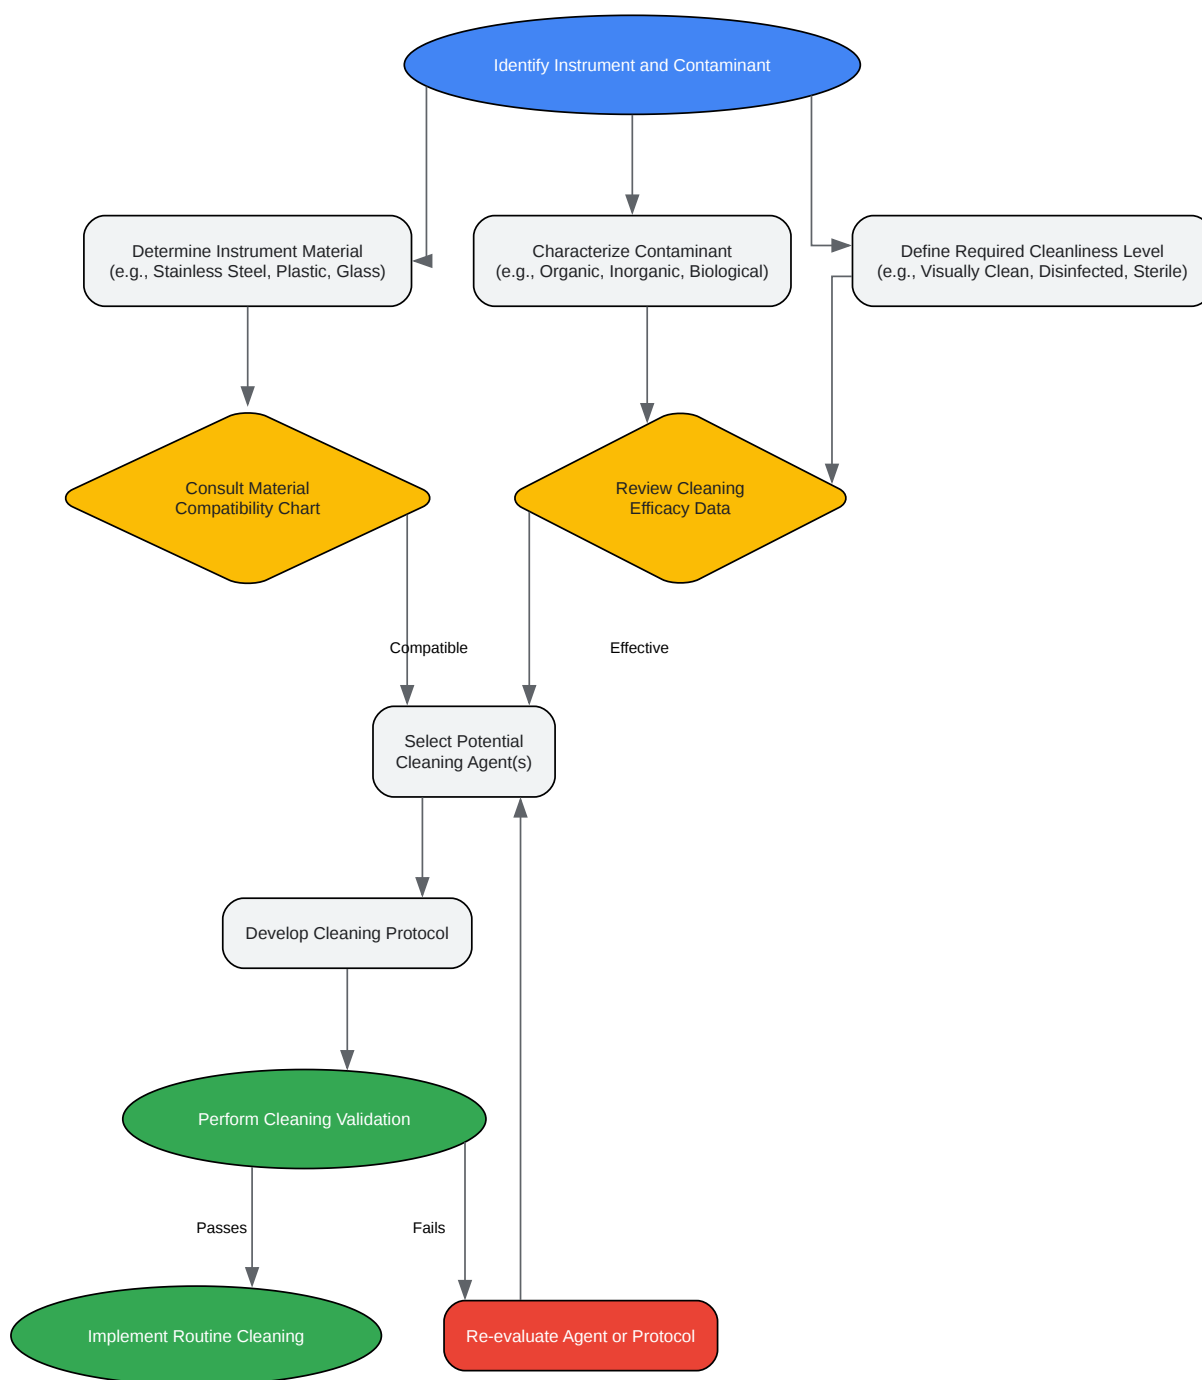 Identify Instrument and Contaminant
Determine Instrument Material
(e.g., Stainless Steel, Plastic, Glass)
Characterize Contaminant
(e.g., Organic, Inorganic, Biological)
Define Required Cleanliness Level
(e.g., Visually Clean, Disinfected, Sterile)
Consult Material
Compatibility Chart
Review Cleaning
Efficacy Data
Compatible
Effective
Select Potential
Cleaning Agent(s)
Develop Cleaning Protocol
Perform Cleaning Validation
Passes
Fails
Implement Routine Cleaning
Re-evaluate Agent or Protocol